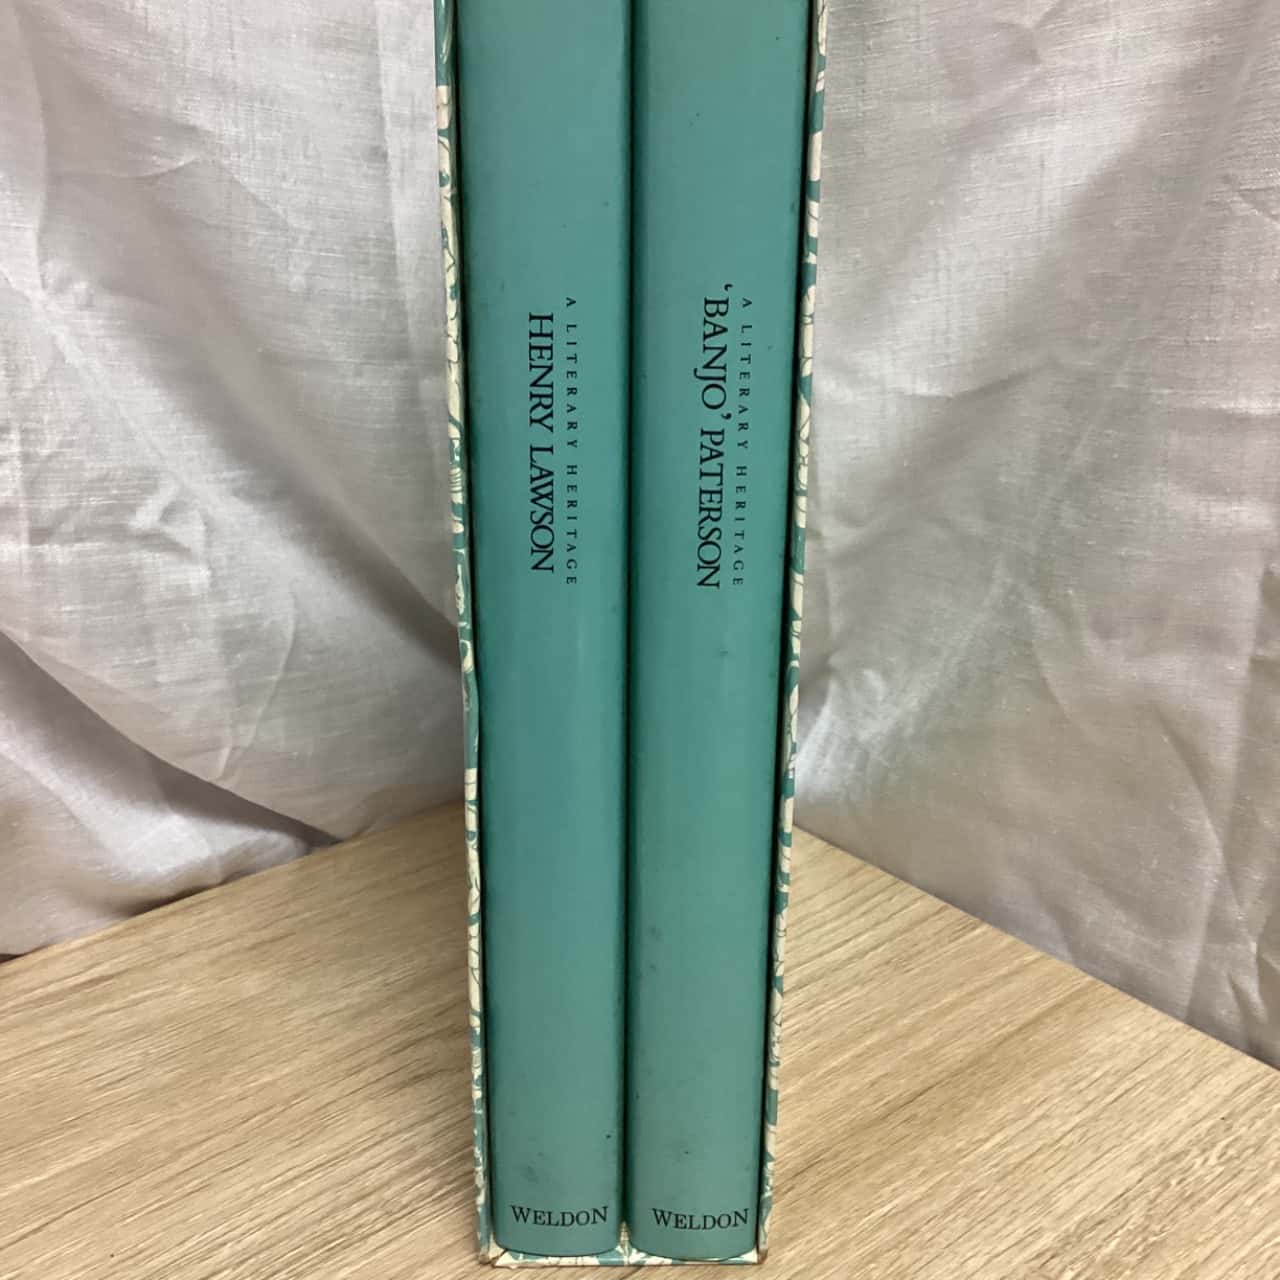 A LITERARY HERITAGE
HENRY LAWSON
WELDON
A LITERARY HERITAGE
‘BANJO’ PATERSON
WELDON